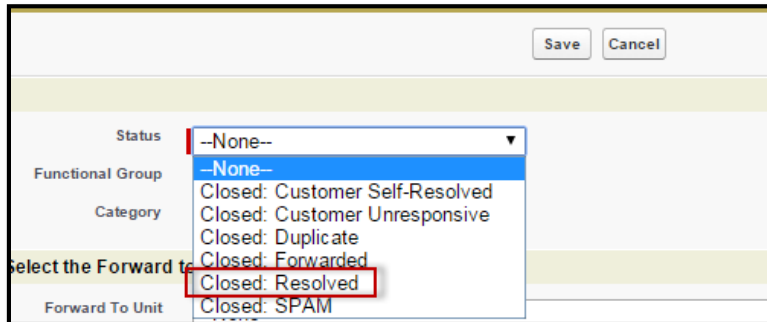 Save Cancel
Status --None--
Functional Group --None--
Closed: Customer Self-Resolved
Category Closed: Customer Unresponsive
Closed: Duplicate
Select the Forward to Closed: Forwarded
Closed: Resolved
Forward To Unit Closed: SPAM